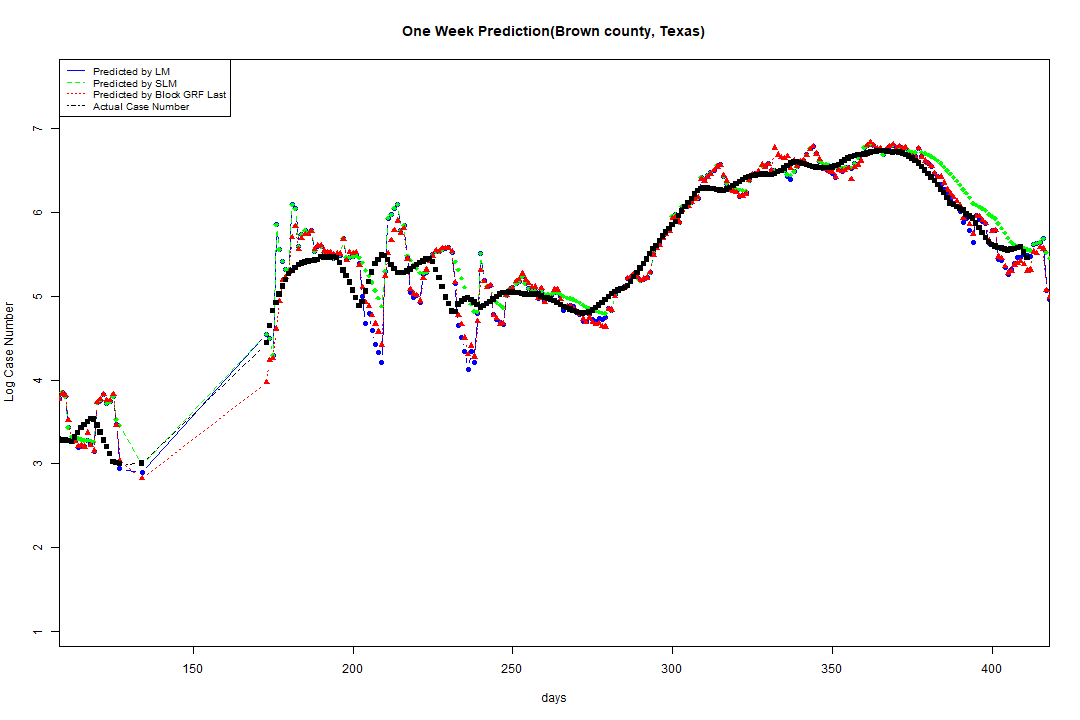 One Week Prediction(Brown county, Texas)
Predicted by LM
Predicted by SLM
Predicted by Block GRF Last
Actual Case Number
7
6
5
4
3
2
1
Log Case Number
150 200 250 300 350 400
days